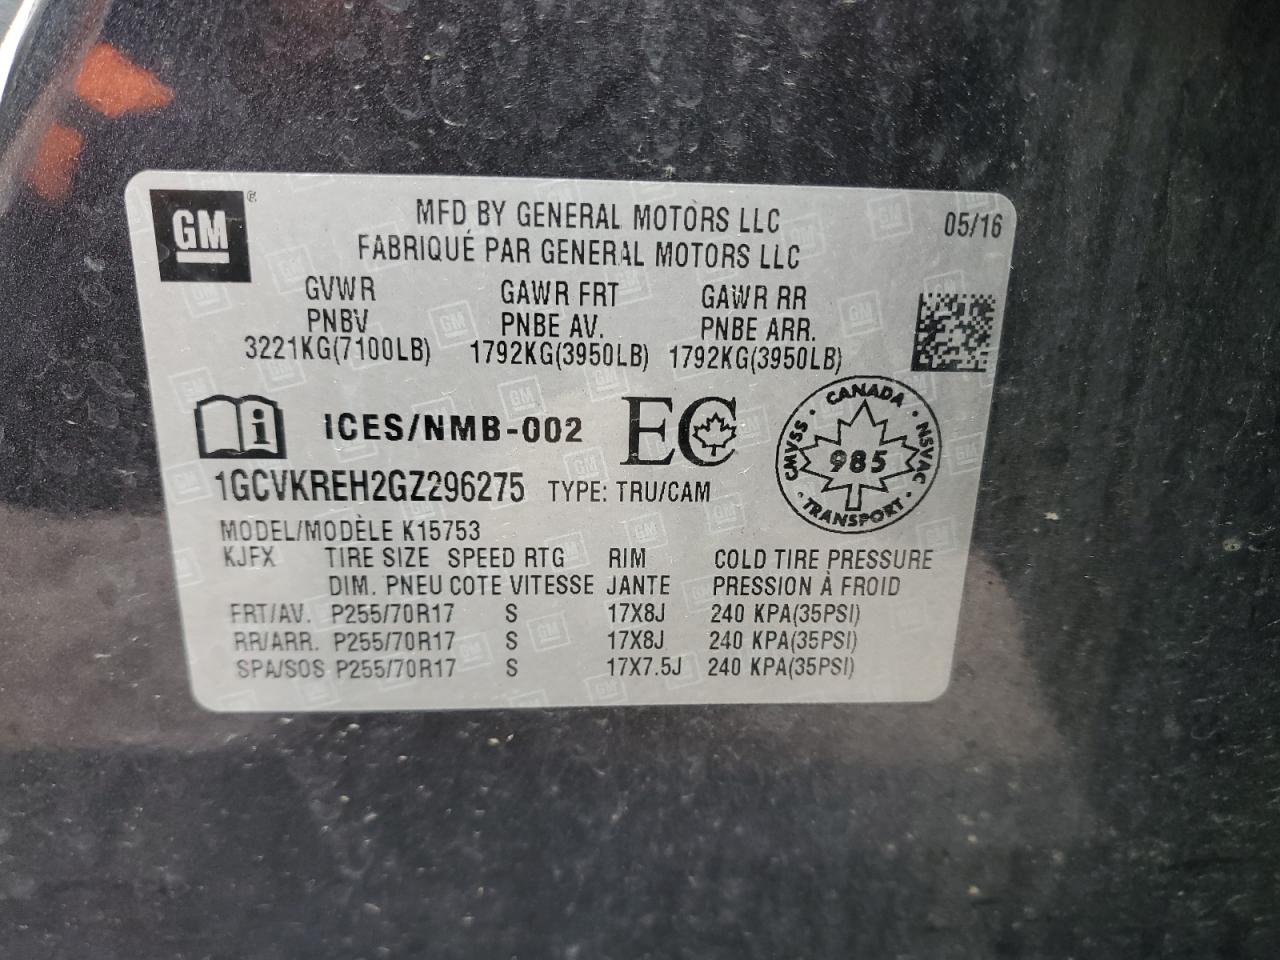 GM ®
MFD BY GENERAL MOTORS LLC 05/16
FABRIQUÉ PAR GENERAL MOTORS LLC
GVWR GAWR FRT GAWR RR
PNBV PNBE AV. PNBE ARR.
3221KG(7100LB) 1792KG(3950LB) 1792KG(3950LB)
i ICES/NMB-002 EC
CANADA
CMVSS 985 NSVAC
TRANSPORT
1GCVKREH2GZ296275 TYPE: TRU/CAM
MODEL/MODÈLE K15753
KJFX TIRE SIZE SPEED RTG RIM COLD TIRE PRESSURE
DIM. PNEU COTE VITESSE JANTE PRESSION À FROID
FRT/AV. P255/70R17 S 17X8J 240 KPA(35PSI)
RR/ARR. P255/70R17 S 17X8J 240 KPA(35PSI)
SPA/SOS P255/70R17 S 17X7.5J 240 KPA(35PSI)